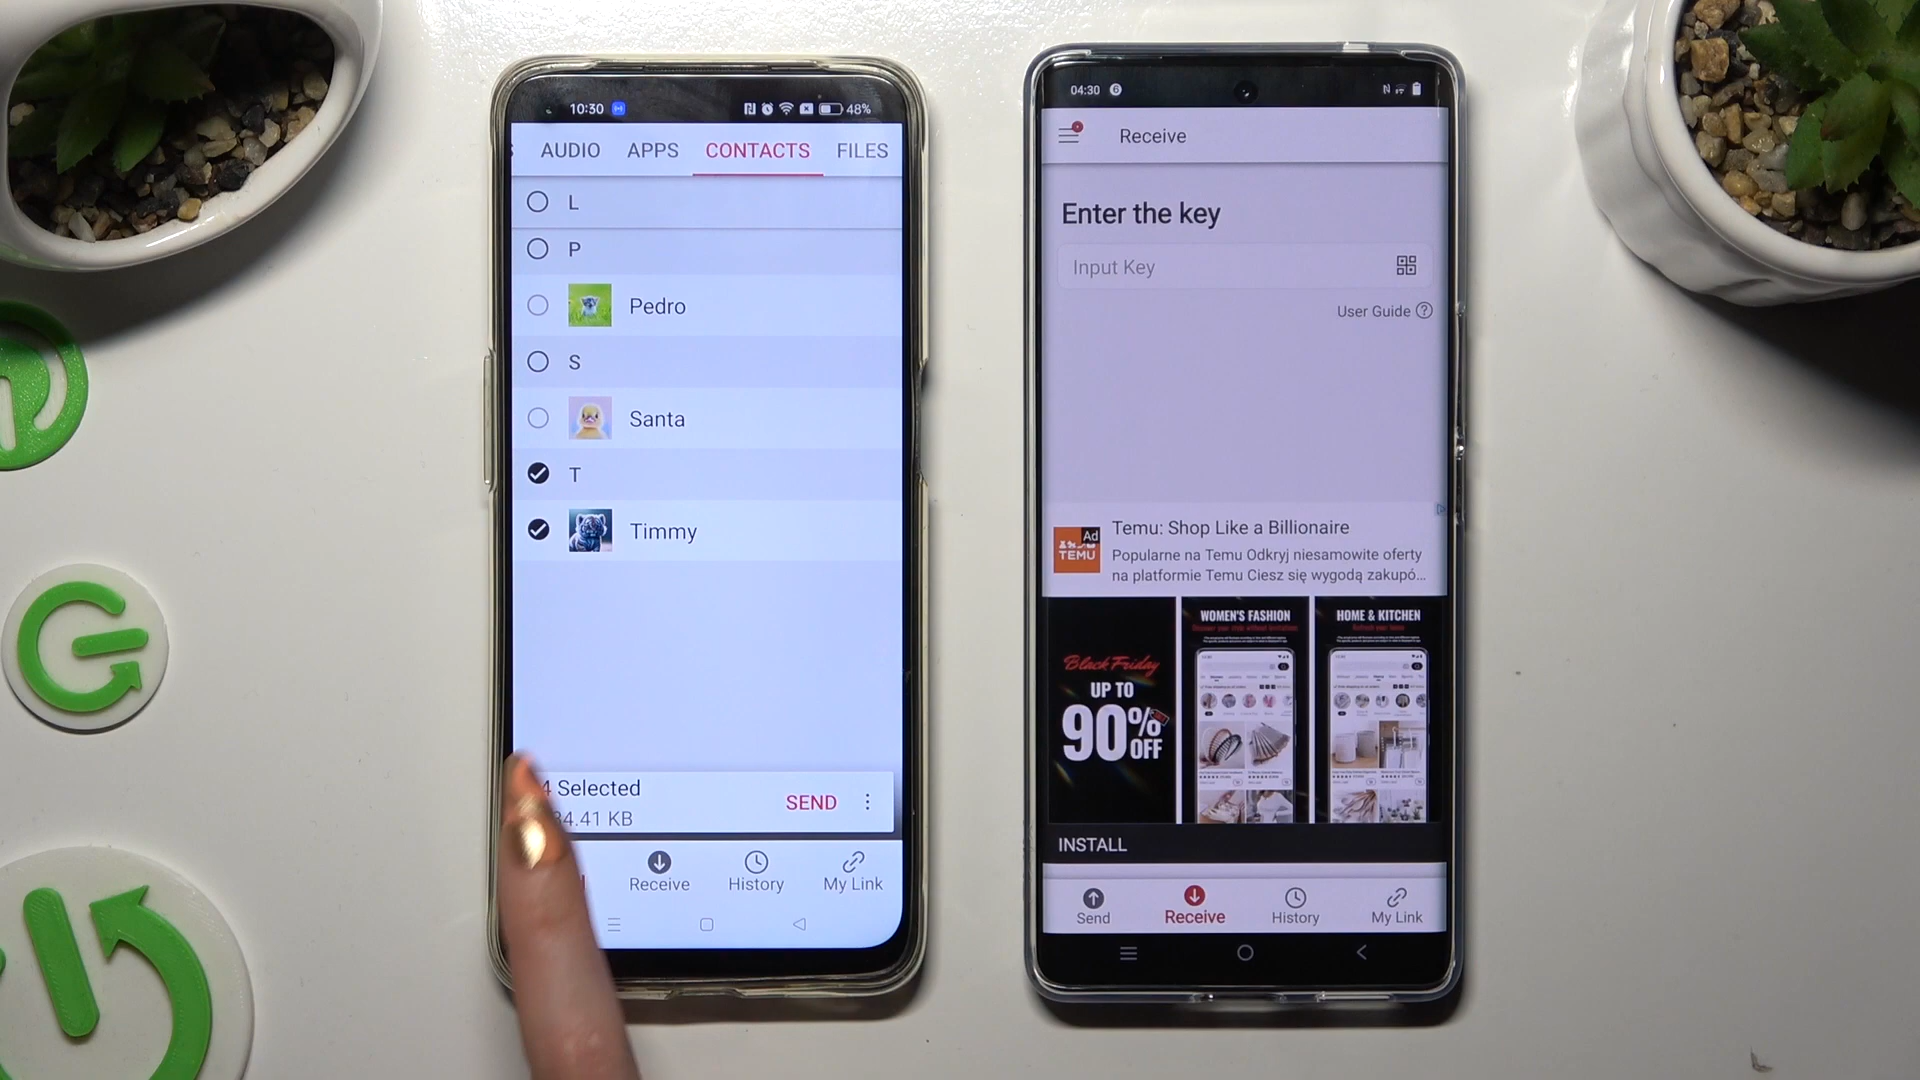 10:30
48%
AUDIO APPS CONTACTS FILES
L
P
Pedro
S
Santa
T
Timmy
4 Selected
34.41 KB
SEND
Receive History My Link
04:30
Receive
Enter the key
Input Key
User Guide ?
Ad
TEMU
Temu: Shop Like a Billionaire
Popularne na Temu Odkryj niesamowite oferty
na platformie Temu Ciesz się wygodą zakupó...
Black Friday
UP TO
90% OFF
WOMEN'S FASHION
HOME & KITCHEN
INSTALL
Send Receive History My Link